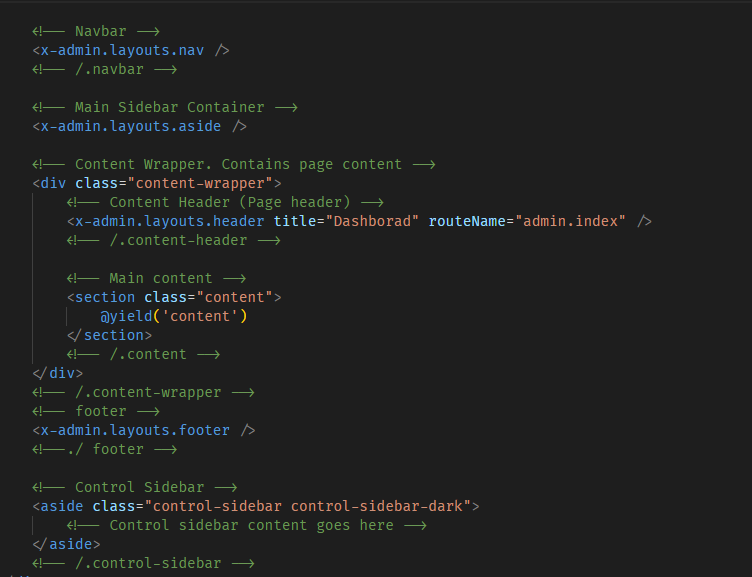 <!-- Navbar -->
<x-admin.layouts.nav />
<!-- /.navbar -->
<!-- Main Sidebar Container -->
<x-admin.layouts.aside />
<!-- Content Wrapper. Contains page content -->
<div class="content-wrapper">
<!-- Content Header (Page header) -->
<x-admin.layouts.header title="Dashborad" routeName="admin.index" />
<!-- /.content-header -->
<!-- Main content -->
<section class="content">
@yield('content')
</section>
<!-- /.content -->
</div>
<!-- /.content-wrapper -->
<!-- footer -->
<x-admin.layouts.footer />
<!--./ footer -->
<!-- Control Sidebar -->
<aside class="control-sidebar control-sidebar-dark">
<!-- Control sidebar content goes here -->
</aside>
<!-- /.control-sidebar -->